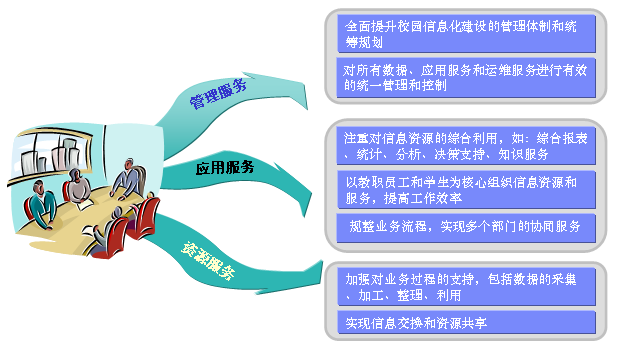 管理服务
全面提升校园信息化建设的管理体制和统
筹规划
对所有数据、应用服务和运维服务进行有效
的统一管理和控制
应用服务
注重对信息资源的综合利用，如：综合报表
、统计、分析、决策支持、知识服务
以教职员工和学生为核心组织信息资源和
服务，提高工作效率
规整业务流程，实现多个部门的协同服务
资源服务
加强对业务过程的支持，包括数据的采集
、加工、整理、利用
实现信息交换和资源共享